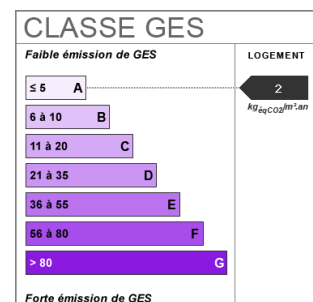 CLASSE GES
Faible émission de GES
LOGEMENT
≤ 5 A
2
kgéqCO2/m².an
6 à 10 B
11 à 20 C
21 à 35 D
36 à 55 E
56 à 80 F
> 80 G
Forte émission de GES